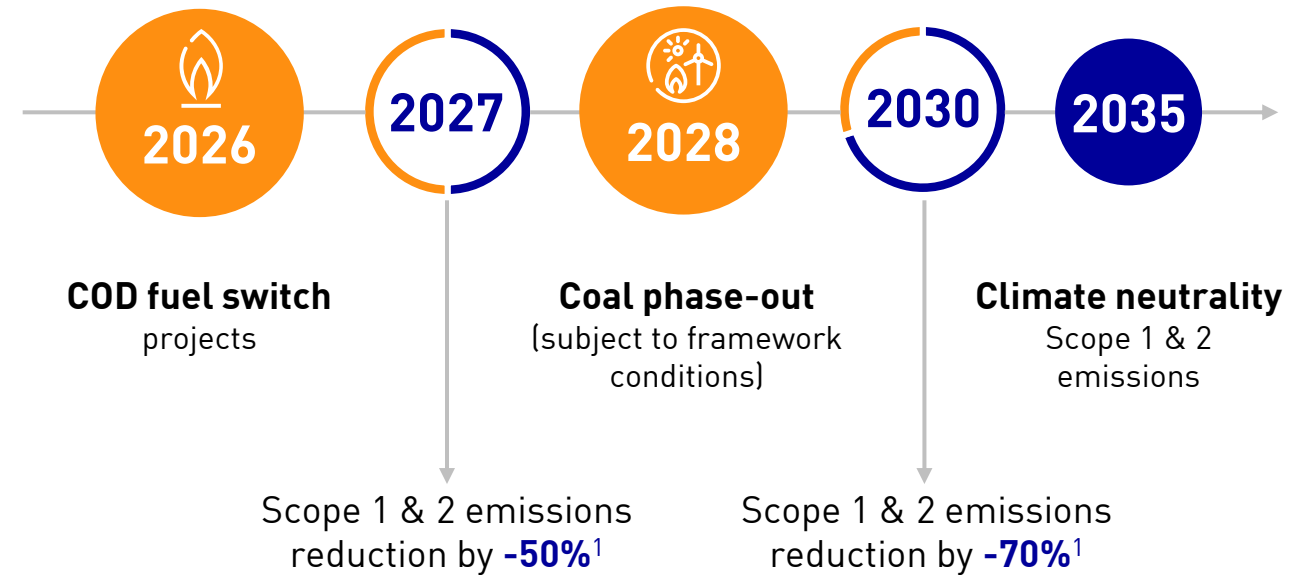 2026
2027
2028
2030
2035
COD fuel switch
projects
Coal phase-out
(subject to framework
conditions)
Climate neutrality
Scope 1 & 2
emissions
Scope 1 & 2 emissions
reduction by -50%¹
Scope 1 & 2 emissions
reduction by -70%¹